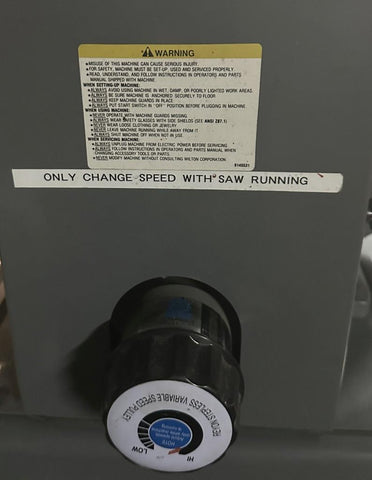 WARNING
•MISUSE OF THIS MACHINE CAN CAUSE SERIOUS INJURY.
•FOR SAFETY, MACHINE MUST BE SET-UP, USED AND SERVICED PROPERLY.
•READ, UNDERSTAND, AND FOLLOW INSTRUCTIONS IN OPERATORS AND PARTS
MANUAL SHIPPED WITH MACHINE.
WHEN SETTING-UP MACHINE:
•ALWAYS AVOID USING MACHINE IN WET, DAMP, OR POORLY LIGHTED WORK AREAS.
•ALWAYS BE SURE MACHINE IS ANCHORED SECURELY TO FLOOR
•ALWAYS KEEP MACHINE GUARDS IN PLACE
•ALWAYS PUT START SWITCH IN "OFF" POSITION BEFORE PLUGGING IN MACHINE.
WHEN USING MACHINE:
•NEVER OPERATE WITH MACHINE GUARDS MISSING
•ALWAYS WEAR SAFETY GLASSES WITH SIDE SHIELDS (SEE ANSI Z87.1)
•NEVER WEAR LOOSE CLOTHING OR JEWELRY
•NEVER LEAVE MACHINE RUNNING WHILE AWAY FROM IT
•ALWAYS SHUT MACHINE OFF WHEN NOT IN USE
WHEN SERVICING MACHINE:
•ALWAYS UNPLUG MACHINE FROM ELECTRIC POWER BEFORE SERVICING
•ALWAYS FOLLOW INSTRUCTIONS IN OPERATORS AND PARTS MANUAL WHEN
CHANGING ACCESSORY TOOLS OR PARTS
•NEVER MODIFY MACHINE WITHOUT CONSULTING WILTON CORPORATION.
ONLY CHANGE SPEED WITH SAW RUNNING
STEPLESS VARIABLE SPEED PULLEY
LOW
HI